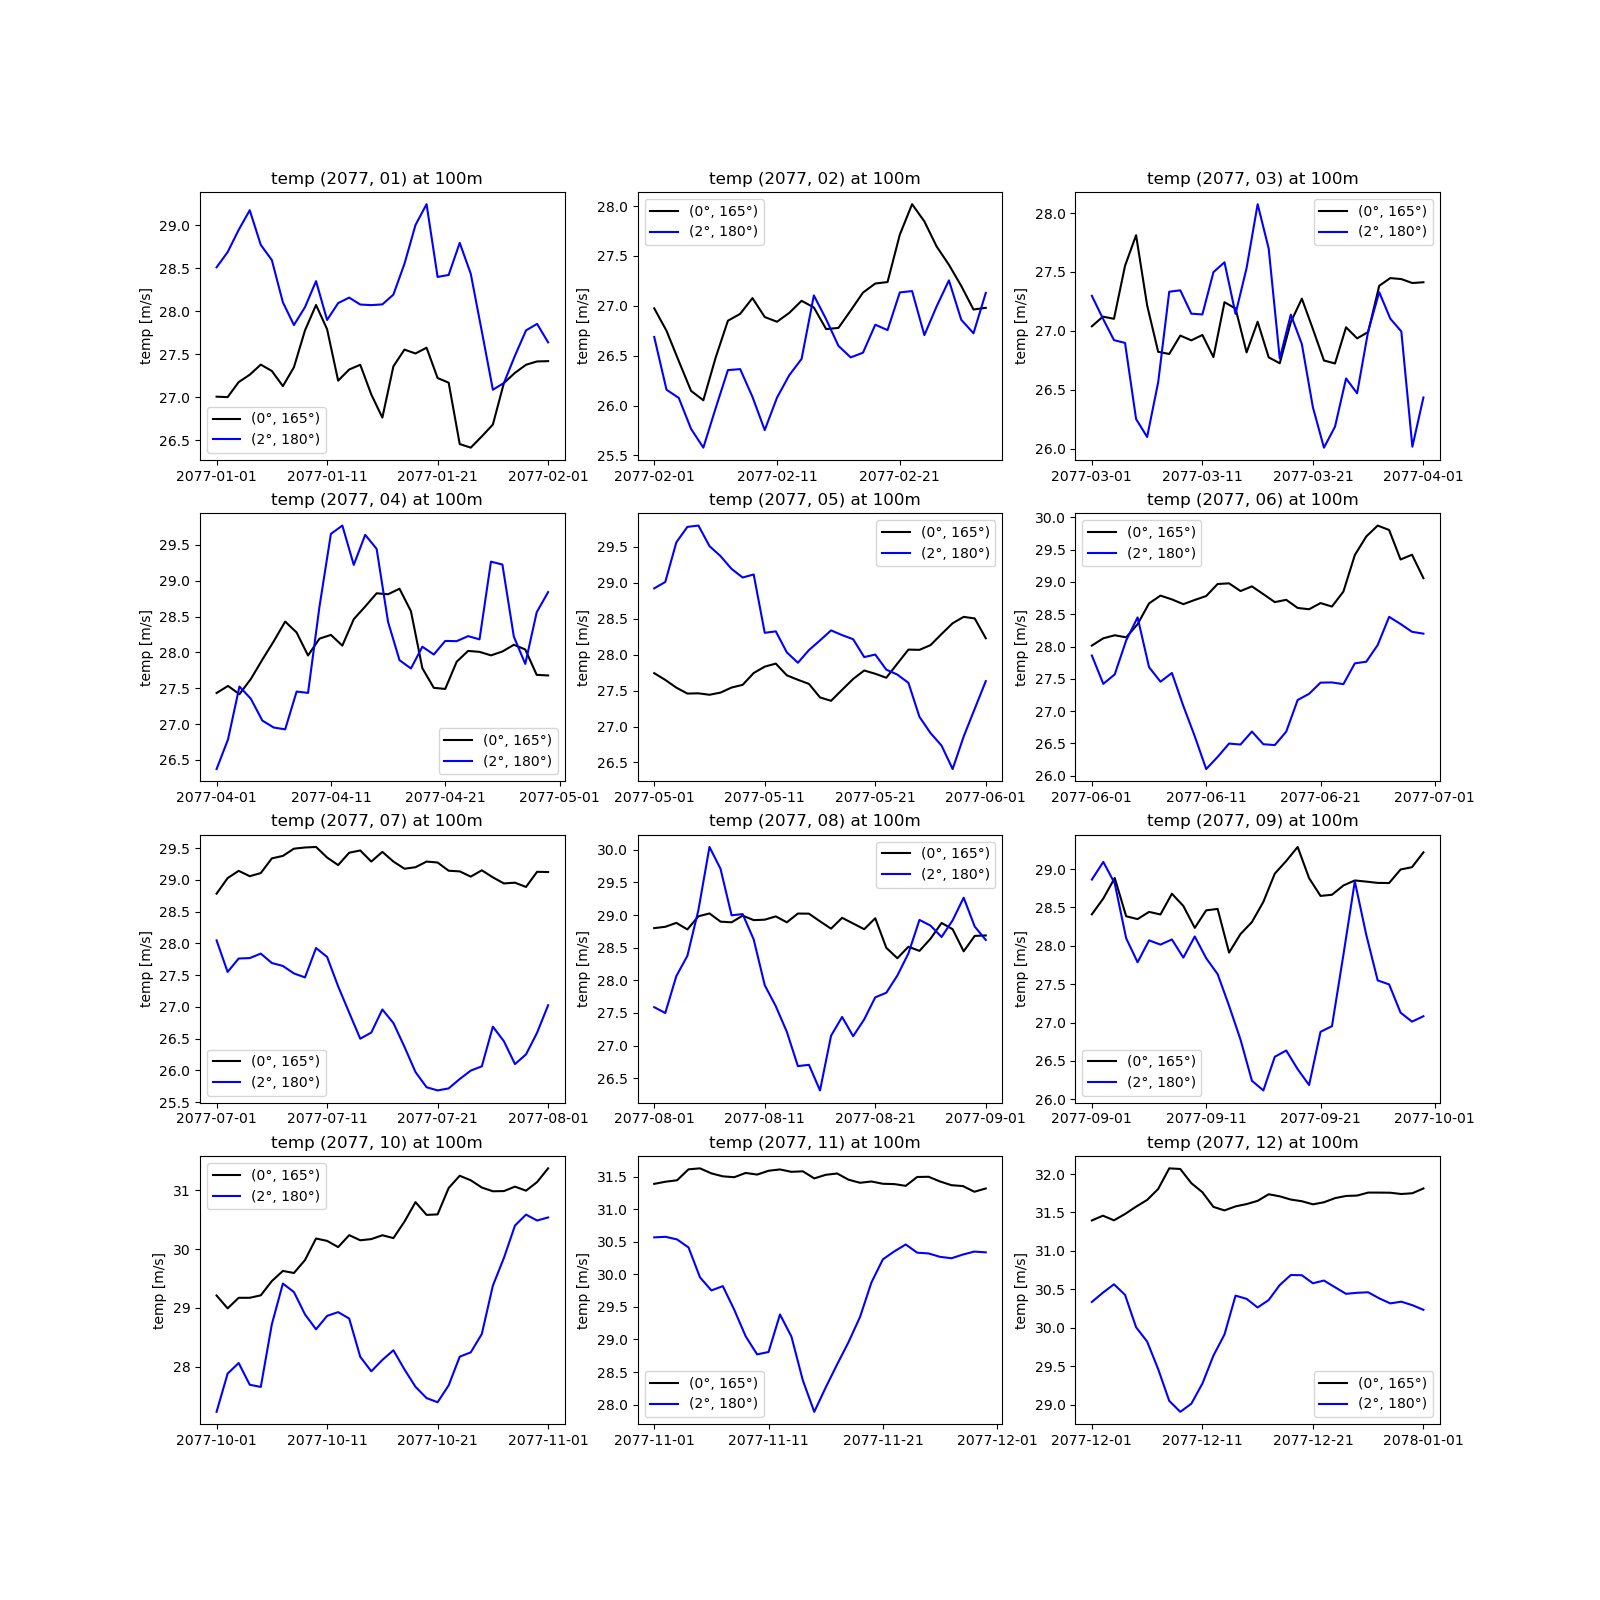 temp (2077, 01) at 100m
temp [m/s]
29.0
28.5
28.0
27.5
27.0
26.5
(0°, 165°)
(2°, 180°)
2077-01-01 2077-01-11 2077-01-21 2077-02-01
temp (2077, 02) at 100m
temp [m/s]
28.0
27.5
27.0
26.5
26.0
25.5
(0°, 165°)
(2°, 180°)
2077-02-01 2077-02-11 2077-02-21
temp (2077, 03) at 100m
temp [m/s]
28.0
27.5
27.0
26.5
26.0
(0°, 165°)
(2°, 180°)
2077-03-01 2077-03-11 2077-03-21 2077-04-01
temp (2077, 04) at 100m
temp [m/s]
29.5
29.0
28.5
28.0
27.5
27.0
26.5
(0°, 165°)
(2°, 180°)
2077-04-01 2077-04-11 2077-04-21 2077-05-01
temp (2077, 05) at 100m
temp [m/s]
29.5
29.0
28.5
28.0
27.5
27.0
26.5
(0°, 165°)
(2°, 180°)
2077-05-01 2077-05-11 2077-05-21 2077-06-01
temp (2077, 06) at 100m
temp [m/s]
30.0
29.5
29.0
28.5
28.0
27.5
27.0
26.5
26.0
(0°, 165°)
(2°, 180°)
2077-06-01 2077-06-11 2077-06-21 2077-07-01
temp (2077, 07) at 100m
temp [m/s]
29.5
29.0
28.5
28.0
27.5
27.0
26.5
26.0
25.5
(0°, 165°)
(2°, 180°)
2077-07-01 2077-07-11 2077-07-21 2077-08-01
temp (2077, 08) at 100m
temp [m/s]
30.0
29.5
29.0
28.5
28.0
27.5
27.0
26.5
(0°, 165°)
(2°, 180°)
2077-08-01 2077-08-11 2077-08-21 2077-09-01
temp (2077, 09) at 100m
temp [m/s]
29.0
28.5
28.0
27.5
27.0
26.5
26.0
(0°, 165°)
(2°, 180°)
2077-09-01 2077-09-11 2077-09-21 2077-10-01
temp (2077, 10) at 100m
temp [m/s]
31
30
29
28
(0°, 165°)
(2°, 180°)
2077-10-01 2077-10-11 2077-10-21 2077-11-01
temp (2077, 11) at 100m
temp [m/s]
31.5
31.0
30.5
30.0
29.5
29.0
28.5
28.0
(0°, 165°)
(2°, 180°)
2077-11-01 2077-11-11 2077-11-21 2077-12-01
temp (2077, 12) at 100m
temp [m/s]
32.0
31.5
31.0
30.5
30.0
29.5
29.0
(0°, 165°)
(2°, 180°)
2077-12-01 2077-12-11 2077-12-21 2078-01-01